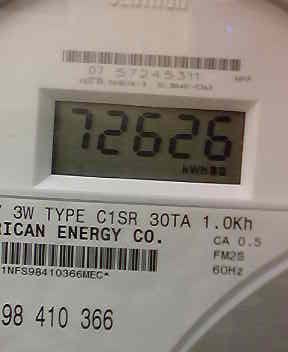 07 57245311
72626
kWh
3W TYPE C1SR 30TA 1.0Kh
RICAN ENERGY CO.
CA 0.5
FM2S
60Hz
1NFS98410366MEC*
98 410 366